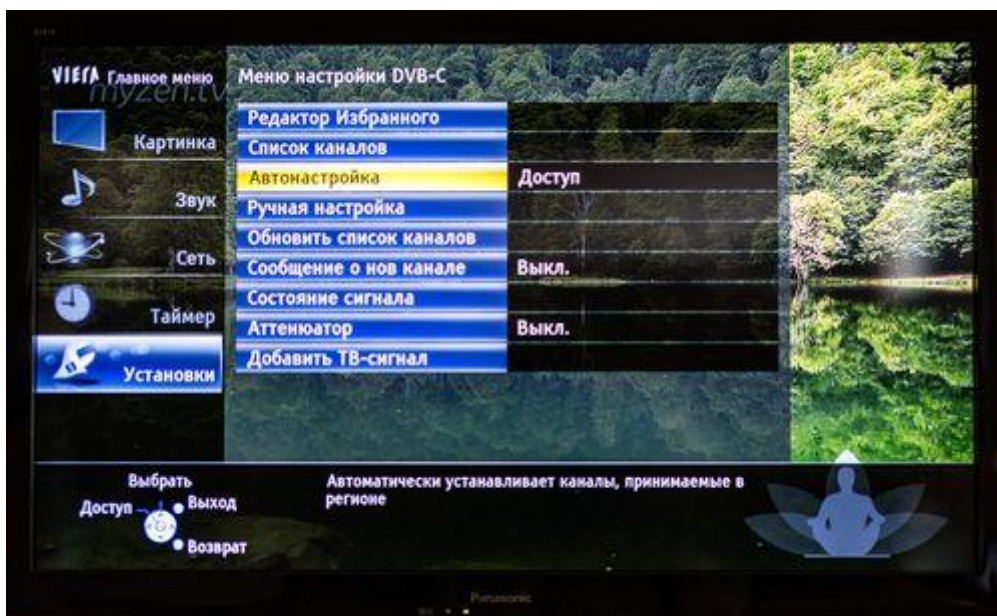 VIERA Главное меню
myzen.tv
Картинка
Звук
Сеть
Таймер
Установки
Меню настройки DVB-C
Редактор Избранного
Список каналов
Автонастройка Доступ
Ручная настройка
Обновить список каналов
Сообщение о нов канале Выкл.
Состояние сигнала
Аттенюатор Выкл.
Добавить ТВ-сигнал
Выбрать
Доступ
Выход
Возврат
Автоматически устанавливает каналы, принимаемые в
регионе
Panasonic